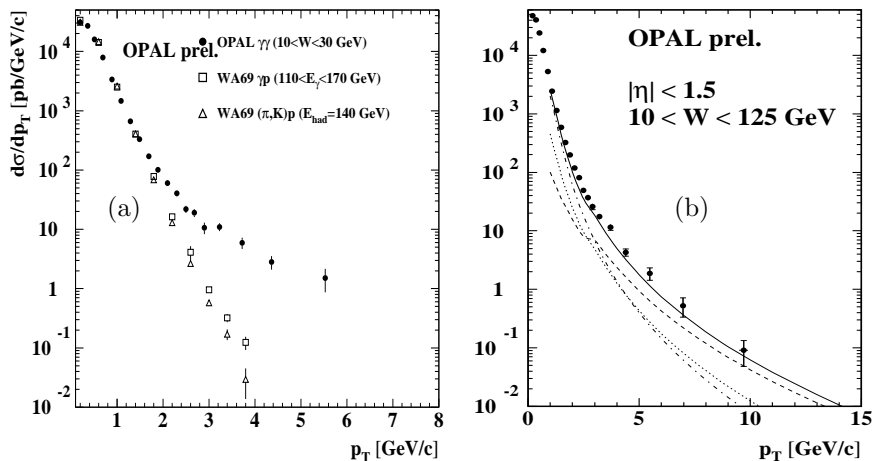 dσ/dp_T [pb/GeV/c]
10^4
10^3
10^2
10
1
10^-1
10^-2
OPAL prel.
OPAL γγ (10<W<30 GeV)
WA69 γp (110<E_γ<170 GeV)
WA69 (π,K)p (E_had=140 GeV)
(a)
1 2 3 4 5 6 7 8
p_T [GeV/c]
10^4
10^3
10^2
10
1
10^-1
10^-2
OPAL prel.
|η| < 1.5
10 < W < 125 GeV
(b)
0 5 10 15
p_T [GeV/c]